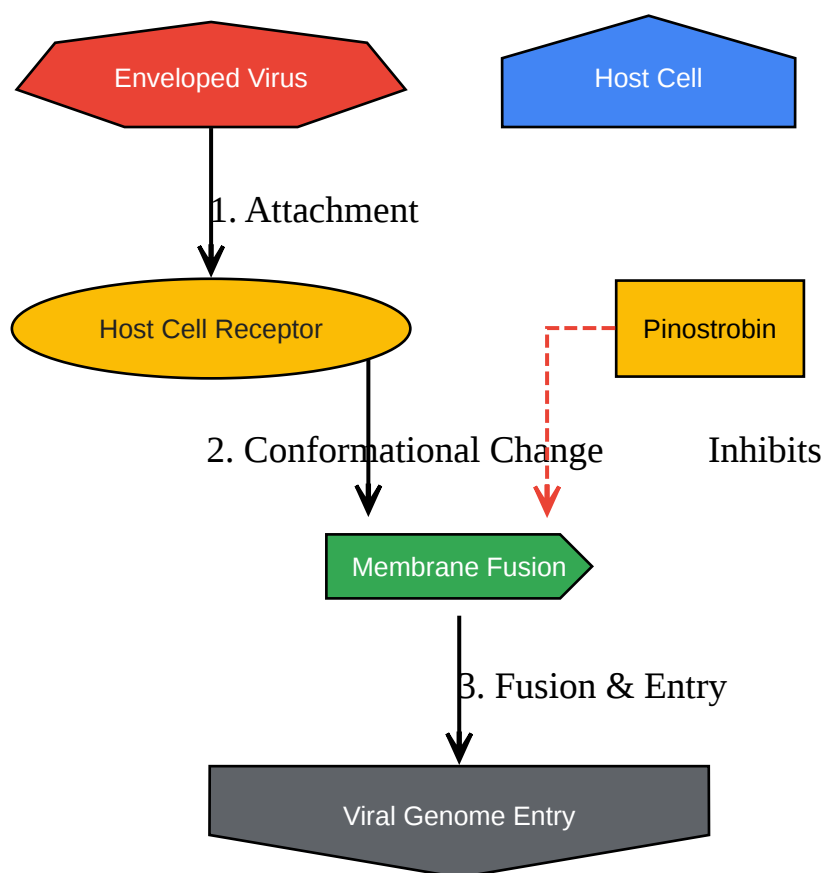 Enveloped Virus
Host Cell
1. Attachment
Host Cell Receptor
Pinostrobin
2. Conformational Change
Inhibits
Membrane Fusion
3. Fusion & Entry
Viral Genome Entry